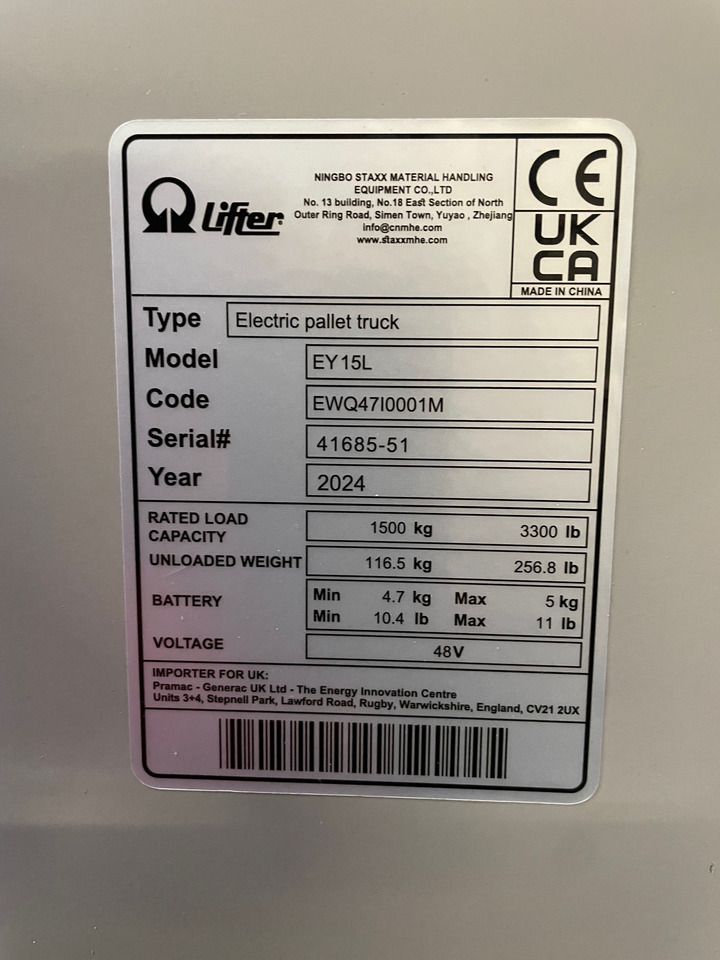 Lifter
NINGBO STAXX MATERIAL HANDLING
EQUIPMENT CO.,LTD
No. 13 building, No.18 East Section of North
Outer Ring Road, Simen Town, Yuyao , Zhejiang
info@cnmhe.com
www.staxxmhe.com
CE
UK
CA
MADE IN CHINA
Type Electric pallet truck
Model EY15L
Code EWQ47I0001M
Serial# 41685-51
Year 2024
RATED LOAD
CAPACITY 1500 kg 3300 lb
UNLOADED WEIGHT 116.5 kg 256.8 lb
BATTERY Min 4.7 kg Max 5 kg
Min 10.4 lb Max 11 lb
VOLTAGE 48V
IMPORTER FOR UK:
Pramac - Generac UK Ltd - The Energy Innovation Centre
Units 3+4, Stepnell Park, Lawford Road, Rugby, Warwickshire, England, CV21 2UX